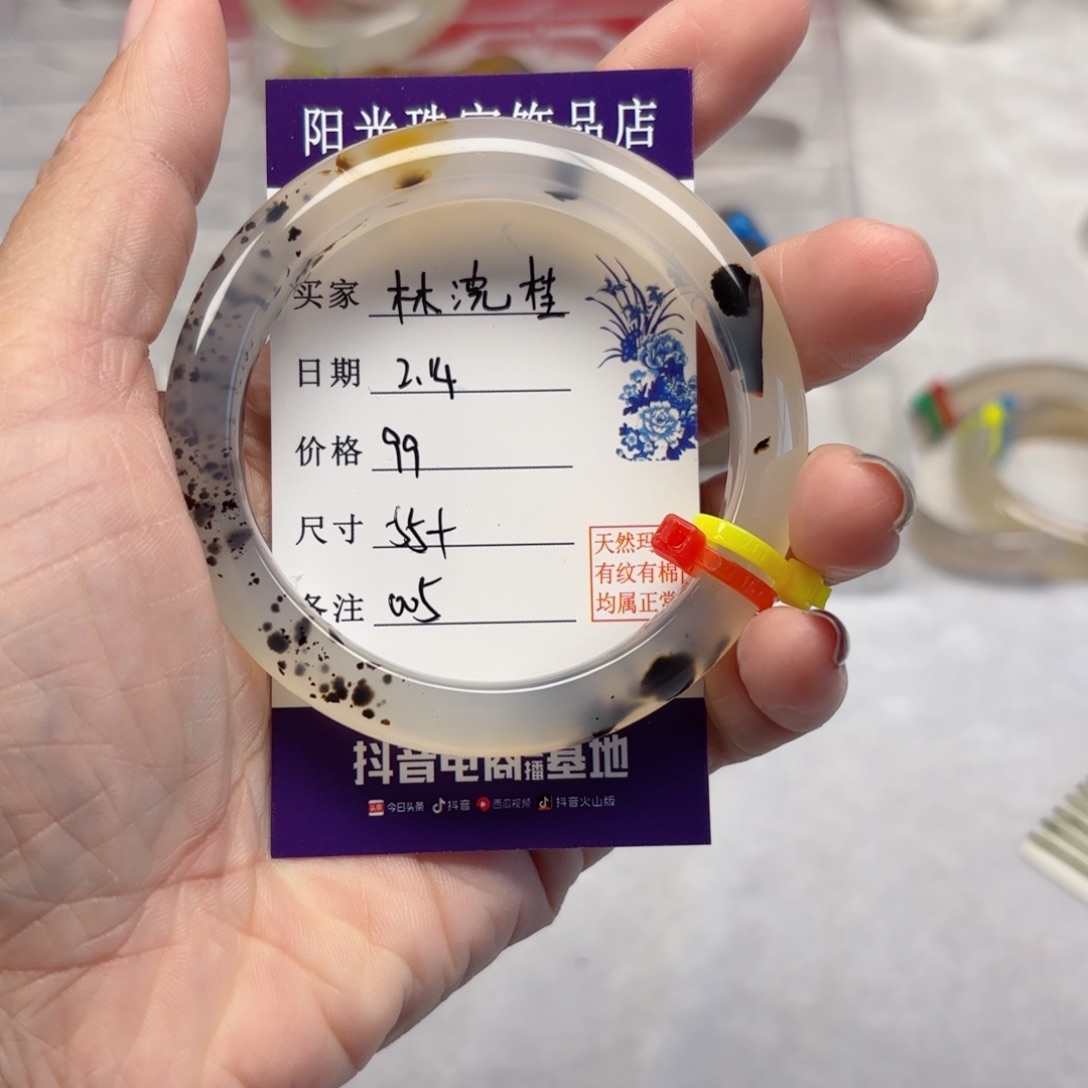 阳光珠宝饰品店
买家 林浣桂
日期 2.4
价格 99
尺寸 55+
备注 005
天然玛
有纹有棉
均属正常
抖音电商直播基地
今日头条 抖音 西瓜视频 抖音火山版